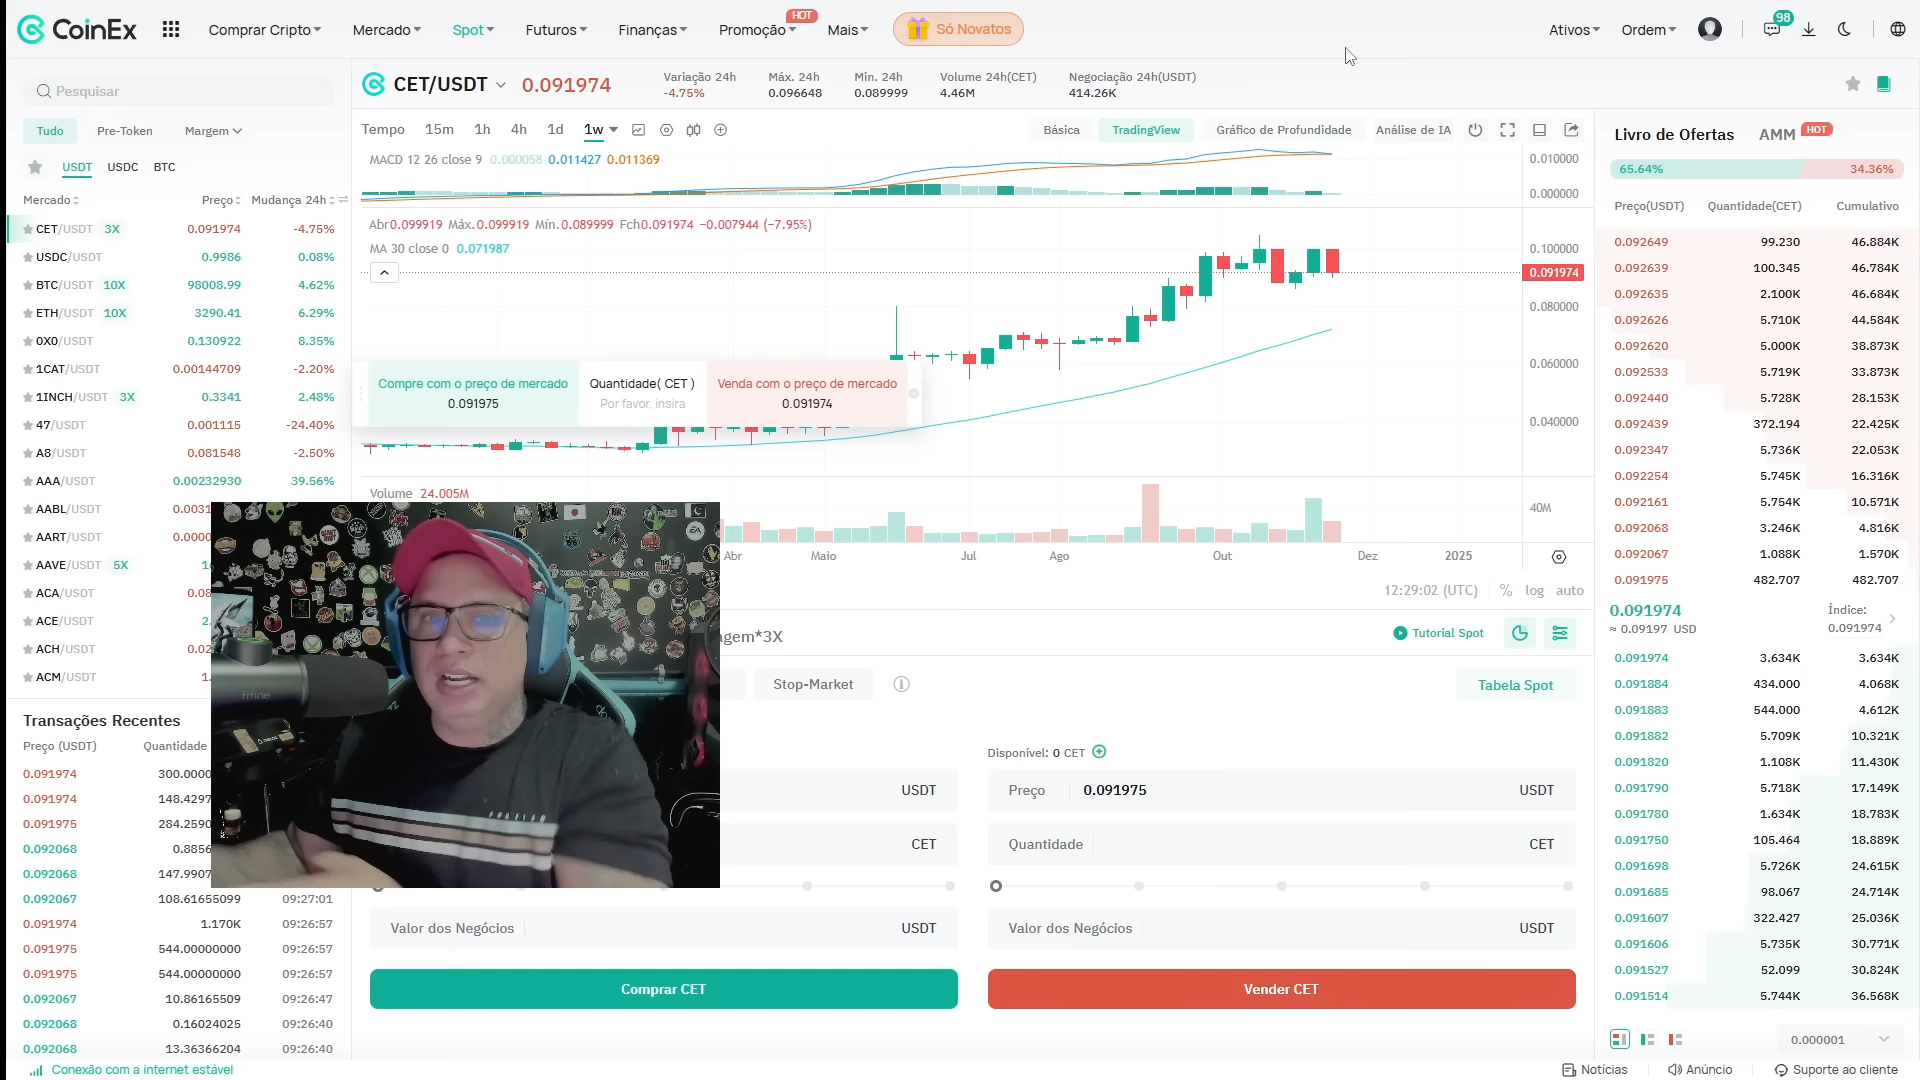 CoinEx
Comprar Cripto
Mercado
Spot
Futuros
Finanças
Promoção
HOT
Mais
Só Novatos
Ativos
Ordem
98
Pesquisar
Tudo
Pre-Token
Margem
USDT
USDC
BTC
Mercado
Preço
Mudança 24h
CET/USDT 3X 0.091974 -4.75%
USDC/USDT 0.9986 0.08%
BTC/USDT 10X 98008.99 4.62%
ETH/USDT 10X 3290.41 6.29%
0X0/USDT 0.130922 8.35%
1CAT/USDT 0.00144709 -2.20%
1INCH/USDT 3X 0.3341 2.48%
47/USDT 0.001115 -24.40%
A8/USDT 0.081548 -2.50%
AAA/USDT 0.00232930 39.56%
AABL/USDT
AART/USDT
AAVE/USDT 5X
ACA/USDT
ACE/USDT
ACH/USDT
ACM/USDT
Transações Recentes
Preço (USDT) Quantidade
0.091974 300.0000
0.091974 148.4297
0.091975 284.2590
0.092068 0.8856
0.092068 147.9907
0.092067 108.61655099 09:27:01
0.091974 1.170K 09:26:57
0.091975 544.00000000 09:26:57
0.091975 544.00000000 09:26:57
0.092067 10.86165509 09:26:47
0.092068 0.16024025 09:26:40
0.092068 13.36366204 09:26:40
Conexão com a internet estável
CET/USDT
0.091974
Variação 24h
-4.75%
Máx. 24h
0.096648
Min. 24h
0.089999
Volume 24h(CET)
4.46M
Negociação 24h(USDT)
414.26K
Tempo 15m 1h 4h 1d 1w
Básica
TradingView
Gráfico de Profundidade
Análise de IA
MACD 12 26 close 9 0.000058 0.011427 0.011369
0.010000
0.000000
Abr0.099919 Máx.0.099919 Mín.0.089999 Fch0.091974 −0.007944 (−7.95%)
MA 30 close 0 0.071987
0.100000
0.091974
0.080000
0.060000
0.040000
Compre com o preço de mercado
0.091975
Quantidade( CET )
Por favor, insira
Venda com o preço de mercado
0.091974
Volume 24.005M
40M
Abr Maio Jul Ago Out Dez 2025
12:29:02 (UTC) % log auto
agem*3X
Tutorial Spot
Stop-Market
Tabela Spot
Disponível: 0 CET
USDT
Preço 0.091975 USDT
CET
Quantidade CET
Valor dos Negócios USDT
Valor dos Negócios USDT
Comprar CET
Vender CET
EA
fifine
Livro de Ofertas
AMM
HOT
65.64% 34.36%
Preço(USDT) Quantidade(CET) Cumulativo
0.092649 99.230 46.884K
0.092639 100.345 46.784K
0.092635 2.100K 46.684K
0.092626 5.710K 44.584K
0.092620 5.000K 38.873K
0.092533 5.719K 33.873K
0.092440 5.728K 28.153K
0.092439 372.194 22.425K
0.092347 5.736K 22.053K
0.092254 5.745K 16.316K
0.092161 5.754K 10.571K
0.092068 3.246K 4.816K
0.092067 1.088K 1.570K
0.091975 482.707 482.707
0.091974
≈ 0.09197 USD
Índice:
0.091974
0.091974 3.634K 3.634K
0.091884 434.000 4.068K
0.091883 544.000 4.612K
0.091882 5.709K 10.321K
0.091820 1.108K 11.430K
0.091790 5.718K 17.149K
0.091780 1.634K 18.783K
0.091750 105.464 18.889K
0.091698 5.726K 24.615K
0.091685 98.067 24.714K
0.091607 322.427 25.036K
0.091606 5.735K 30.771K
0.091527 52.099 30.824K
0.091514 5.744K 36.568K
0.000001
Notícias
Anúncio
Suporte ao cliente